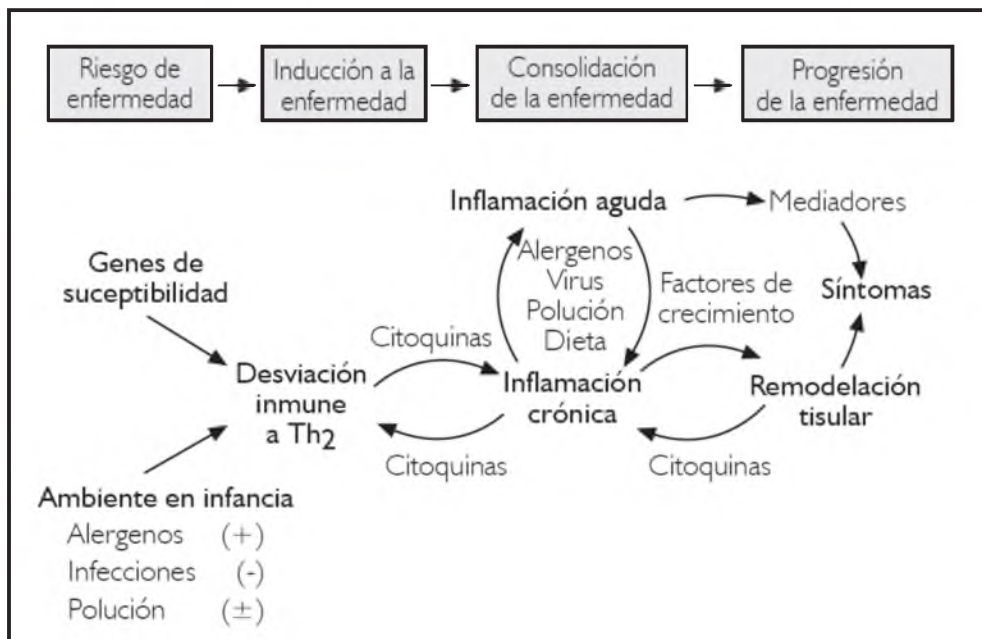 Riesgo de
enfermedad
Inducción a la
enfermedad
Consolidación
de la enfermedad
Progresión
de la enfermedad
Inflamación aguda
Mediadores
Alergenos
Virus
Polución
Dieta
Genes de
suceptibilidad
Factores de
crecimiento
Síntomas
Citoquinas
Desviación
inmune
a Th2
Inflamación
crónica
Remodelación
tisular
Citoquinas
Citoquinas
Ambiente en infancia
Alergenos (+)
Infecciones (-)
Polución (±)